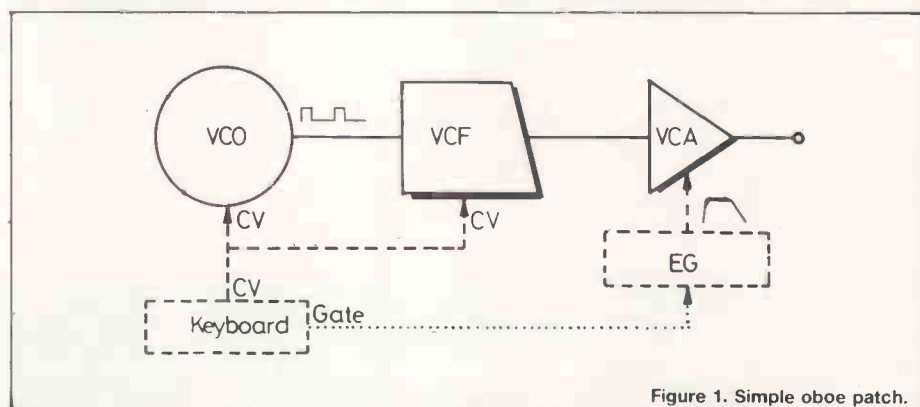 VCO
VCF
VCA
CV
CV
EG
CV
Keyboard
Gate
Figure 1. Simple oboe patch.